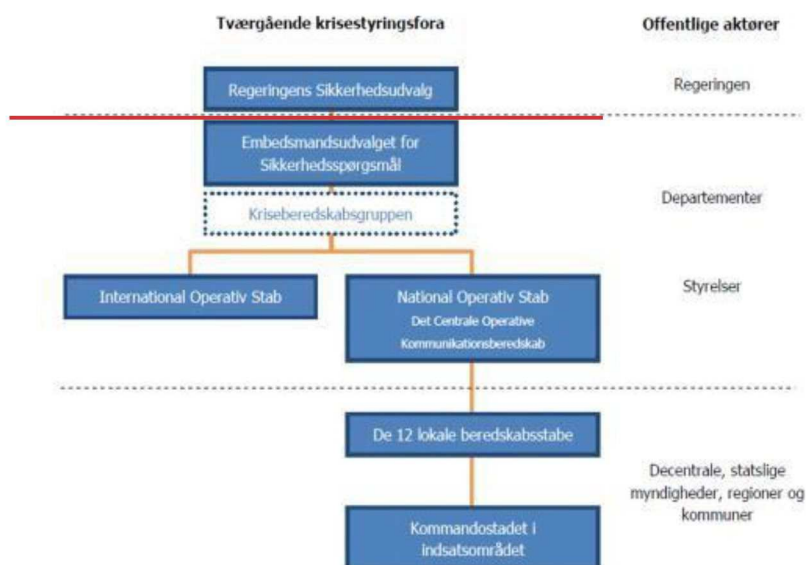 Tværgående krisestyringsfora
Offentlige aktører
Regeringens Sikkerhedsudvalg
Regeringen
Embedsmandsudvalget for
Sikkerhedsspørgsmål
Departementer
Kriseberedskabsgruppen
International Operativ Stab
National Operativ Stab
Det Centrale Operative
Kommunikationsberedskab
Styrelser
De 12 lokale beredskabsstabe
Decentrale, statslige
myndigheder, regioner og
kommuner
Kommandostadet i
indsatsområdet